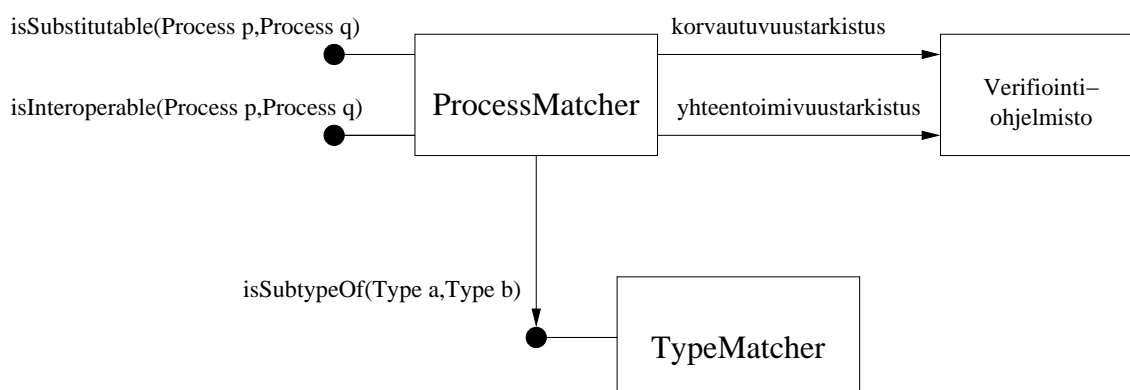 isSubstitutable(Process p,Process q)
korvautuvuustarkistus
isInteroperable(Process p,Process q)
ProcessMatcher
yhteentoimivuustarkistus
Verifiointi−
ohjelmisto
isSubtypeOf(Type a,Type b)
TypeMatcher